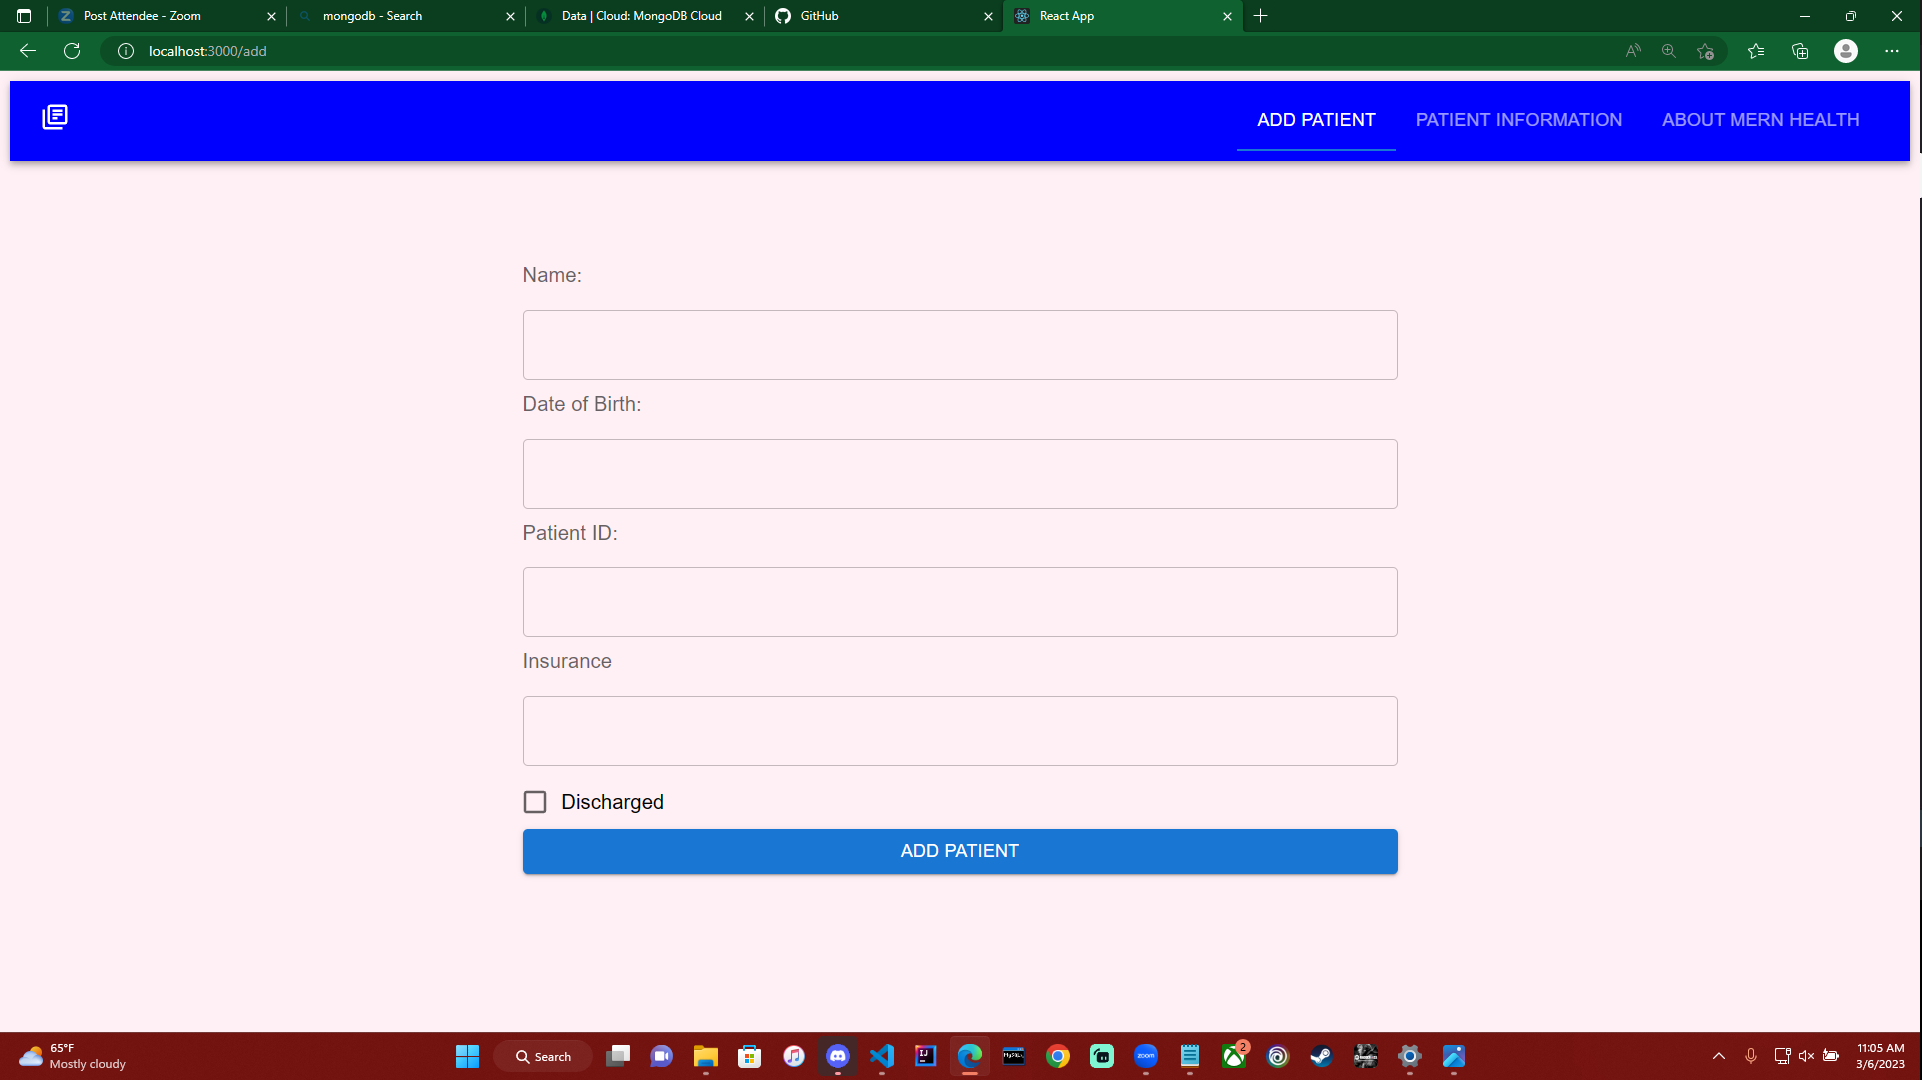 Post Attendee - Zoom
mongodb - Search
Data | Cloud: MongoDB Cloud
GitHub
React App
localhost:3000/add
ADD PATIENT
PATIENT INFORMATION
ABOUT MERN HEALTH
Name:
Date of Birth:
Patient ID:
Insurance
Discharged
ADD PATIENT
65°F
Mostly cloudy
Search
MySQL
zoom
2
11:05 AM
3/6/2023